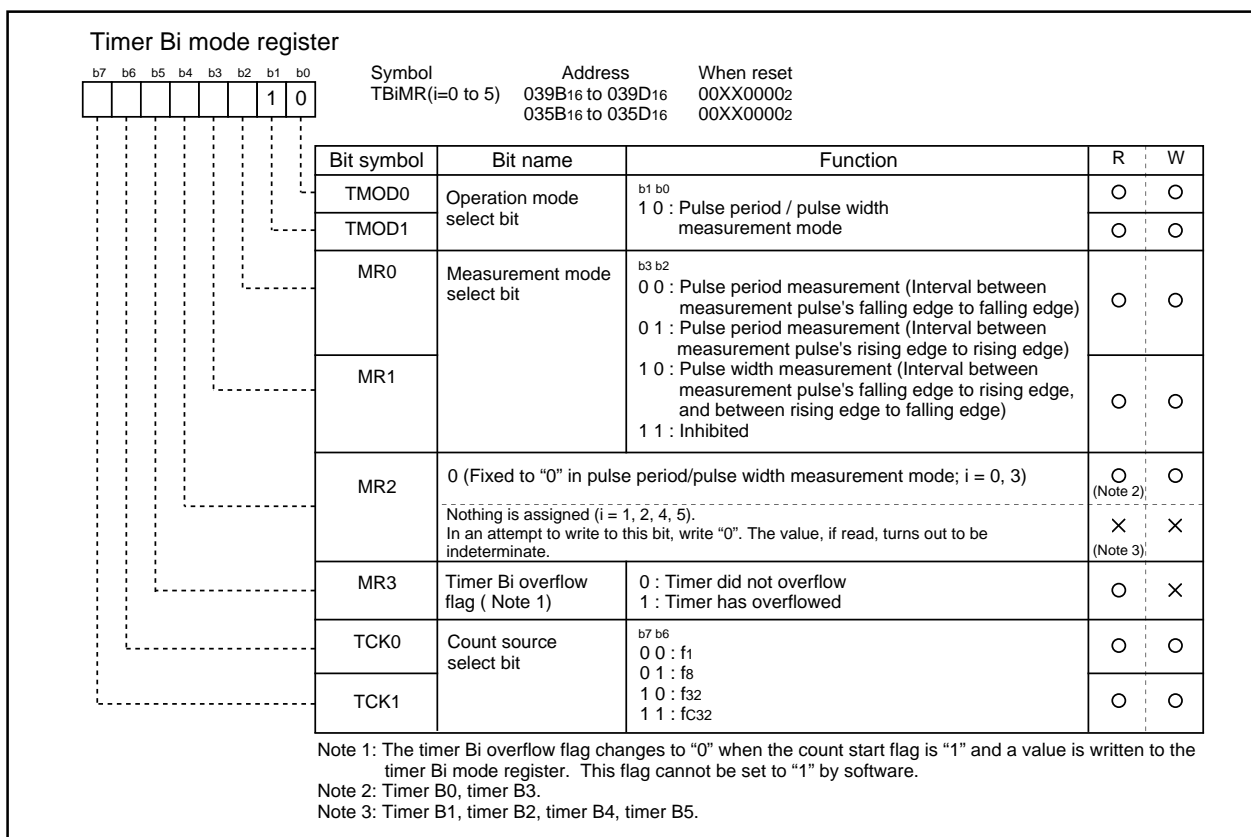 Timer Bi mode register
b7 b6 b5 b4 b3 b2 b1 b0
1 0
Symbol Address When reset
TBiMR(i=0 to 5) 039B16 to 039D16 00XX00002
035B16 to 035D16 00XX00002
Bit symbol Bit name Function R W
TMOD0 Operation mode select bit
TMOD1
b1 b0
1 0 : Pulse period / pulse width
measurement mode
MR0 Measurement mode
select bit
MR1
b3 b2
0 0 : Pulse period measurement (Interval between
measurement pulse's falling edge to falling edge)
0 1 : Pulse period measurement (Interval between
measurement pulse's rising edge to rising edge)
1 0 : Pulse width measurement (Interval between
measurement pulse's falling edge to rising edge,
and between rising edge to falling edge)
1 1 : Inhibited
MR2 0 (Fixed to “0” in pulse period/pulse width measurement mode; i = 0, 3)
(Note 2)
Nothing is assigned (i = 1, 2, 4, 5).
In an attempt to write to this bit, write “0”. The value, if read, turns out to be
indeterminate.
(Note 3)
MR3 Timer Bi overflow
flag ( Note 1)
0 : Timer did not overflow
1 : Timer has overflowed
TCK0 Count source
select bit
TCK1
b7 b6
0 0 : f1
0 1 : f8
1 0 : f32
1 1 : fC32
Note 1: The timer Bi overflow flag changes to “0” when the count start flag is “1” and a value is written to the
timer Bi mode register. This flag cannot be set to “1” by software.
Note 2: Timer B0, timer B3.
Note 3: Timer B1, timer B2, timer B4, timer B5.